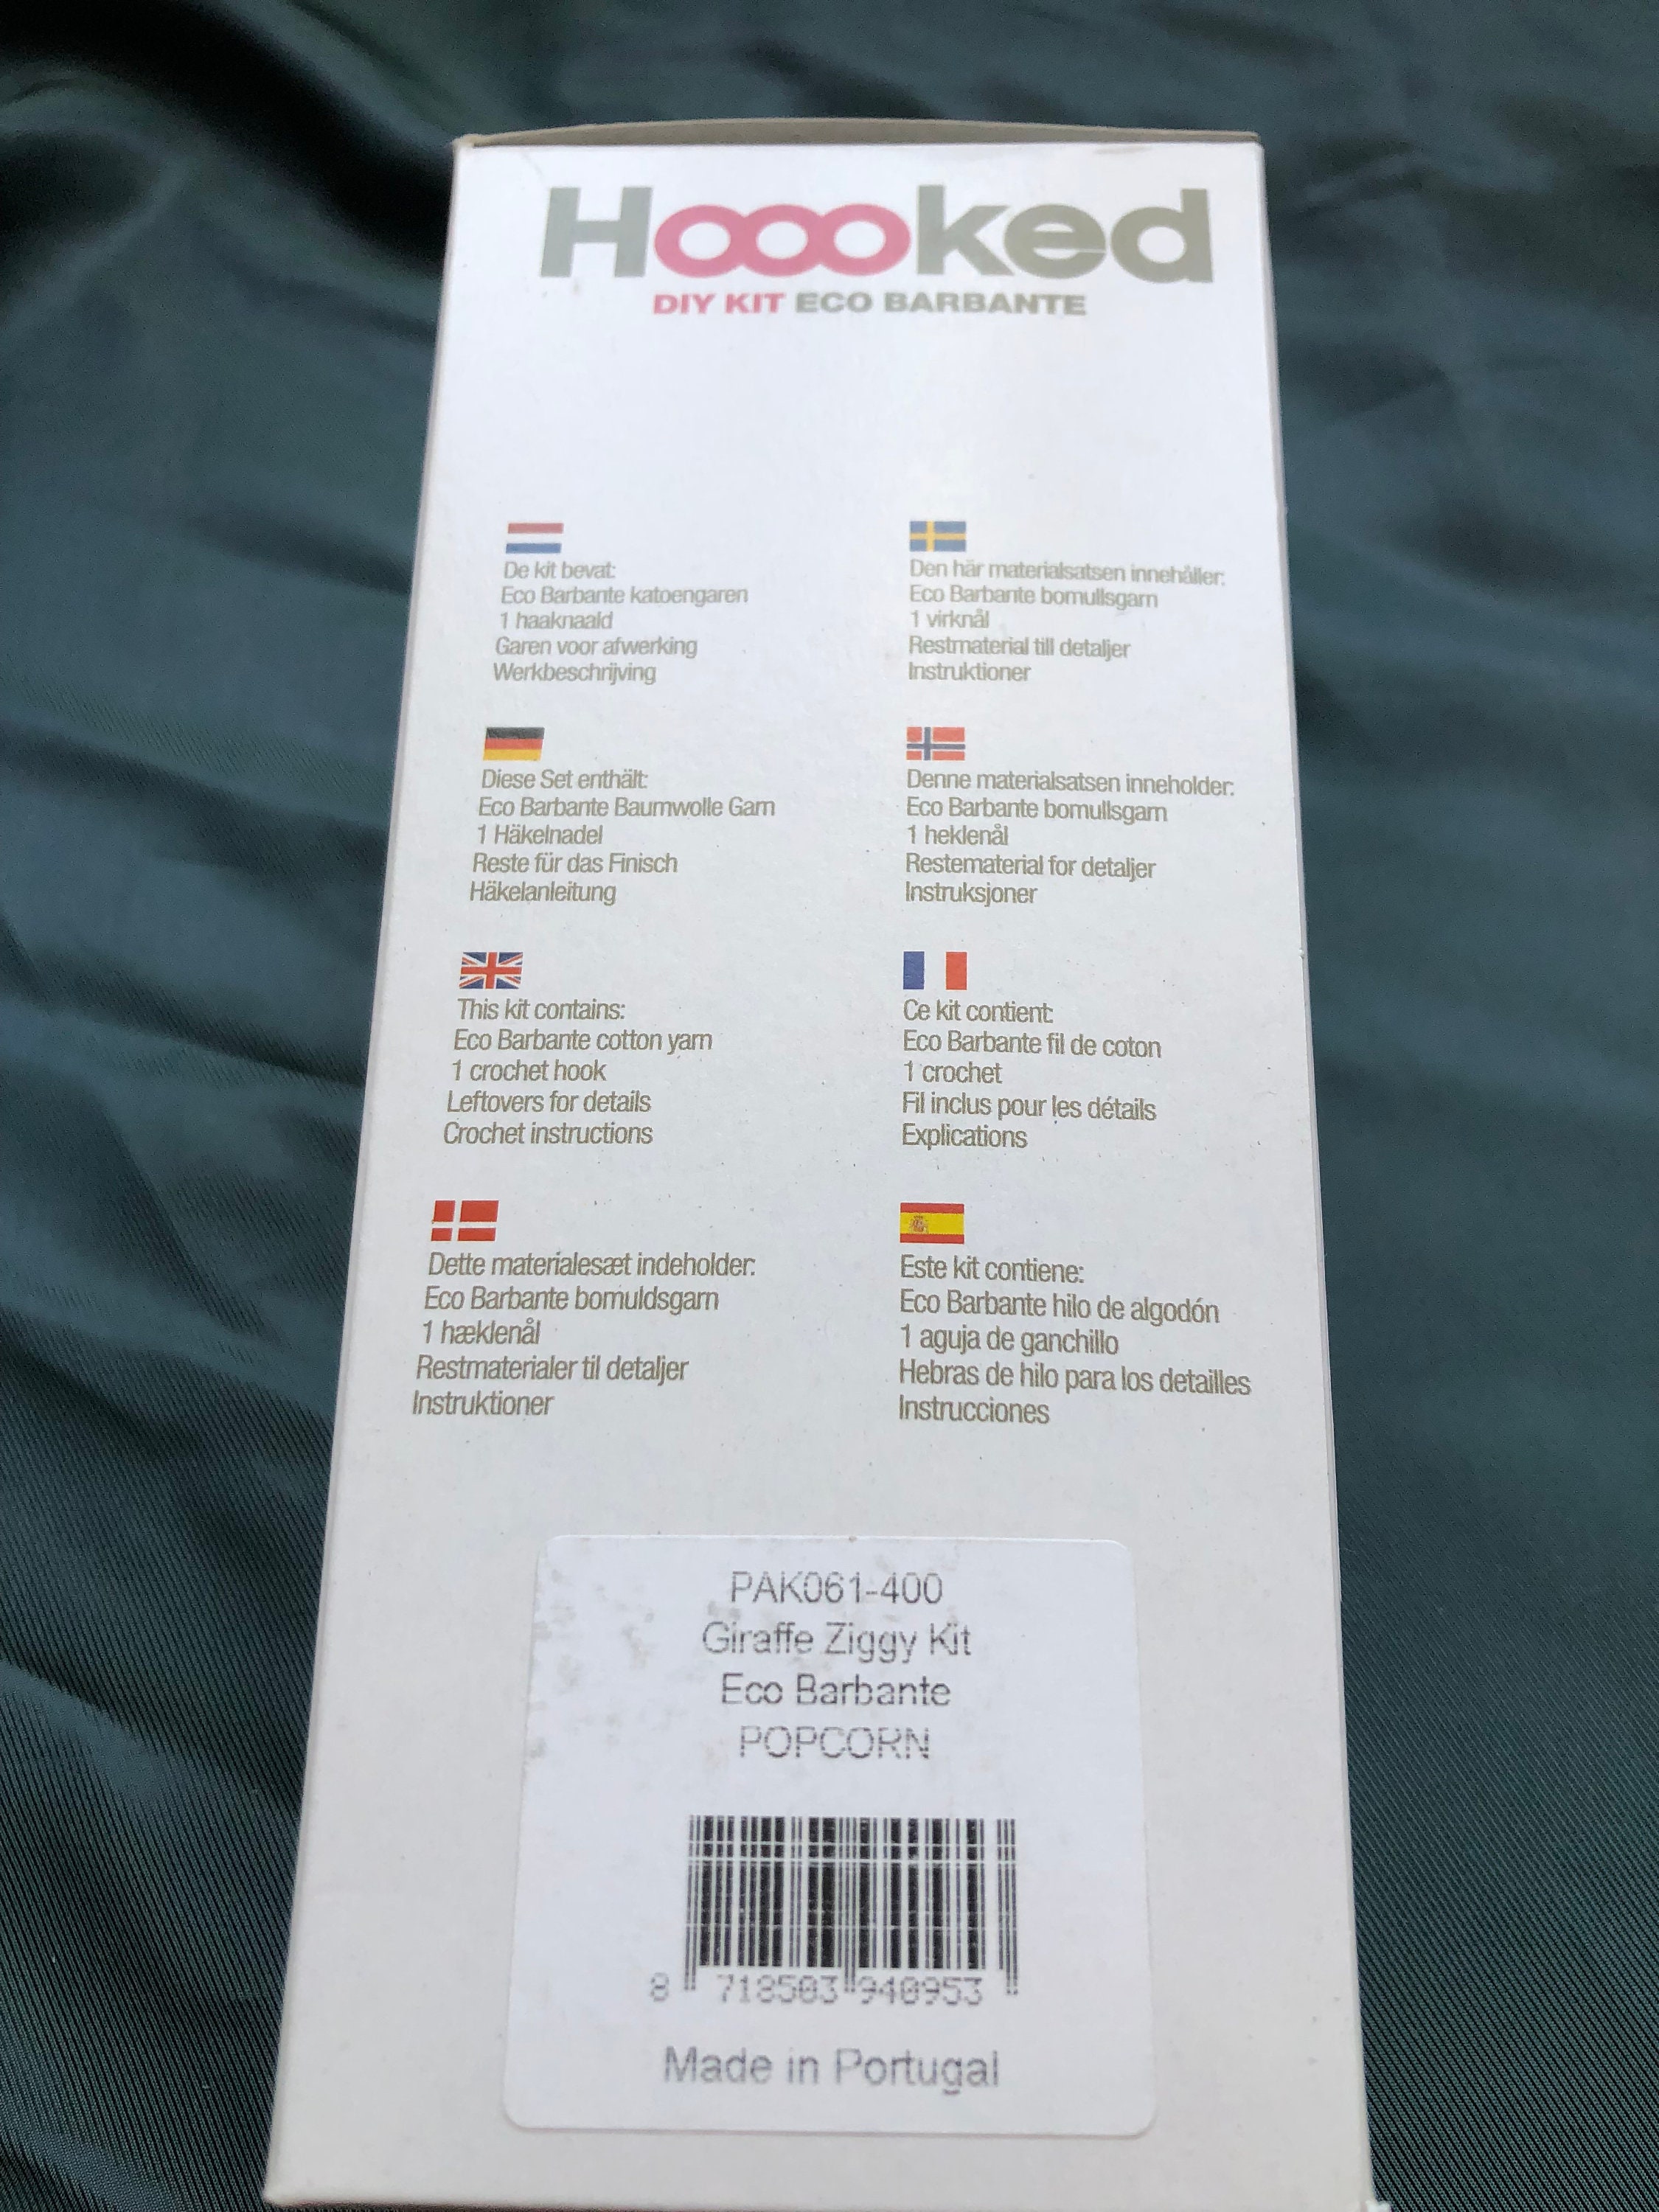 Hoooked
DIY KIT ECO BARBANTE
De kit bevat:
Eco Barbante katoengaren
1 haaknaald
Garen voor afwerking
Werkbeschrijving
Diese Set enthält:
Eco Barbante Baumwolle Garn
1 Häkelnadel
Reste für das Finisch
Häkelanleitung
This kit contains:
Eco Barbante cotton yarn
1 crochet hook
Leftovers for details
Crochet instructions
Dette materialesæt indeholder:
Eco Barbante bomuldsgarn
1 hæklenål
Restmaterialer til detaljer
Instruktioner
Den här materialsatsen innehåller:
Eco Barbante bomullsgarn
1 virknål
Restmaterial till detaljer
Instruktioner
Denne materialsatsen inneholder:
Eco Barbante bomullsgarn
1 heklenål
Restematerial for detaljer
Instruksjoner
Ce kit contient:
Eco Barbante fil de coton
1 crochet
Fil inclus pour les détails
Explications
Este kit contiene:
Eco Barbante hilo de algodón
1 aguja de ganchillo
Hebras de hilo para los detailles
Instrucciones
PAK061-400
Giraffe Ziggy Kit
Eco Barbante
POPCORN
8 718503 940953
Made in Portugal